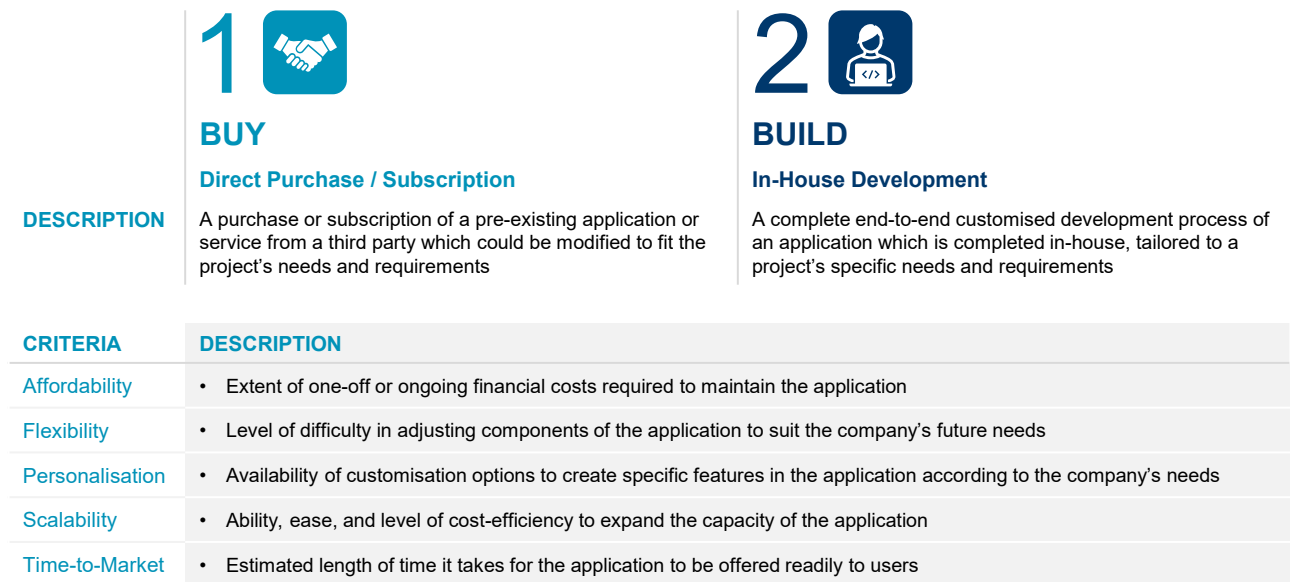 1
BUY
Direct Purchase / Subscription
DESCRIPTION
A purchase or subscription of a pre-existing application or
service from a third party which could be modified to fit the
project's needs and requirements
2
</>
BUILD
In-House Development
A complete end-to-end customised development process of
an application which is completed in-house, tailored to a
project's specific needs and requirements
CRITERIA DESCRIPTION
Affordability • Extent of one-off or ongoing financial costs required to maintain the application
Flexibility • Level of difficulty in adjusting components of the application to suit the company's future needs
Personalisation • Availability of customisation options to create specific features in the application according to the company's needs
Scalability • Ability, ease, and level of cost-efficiency to expand the capacity of the application
Time-to-Market • Estimated length of time it takes for the application to be offered readily to users